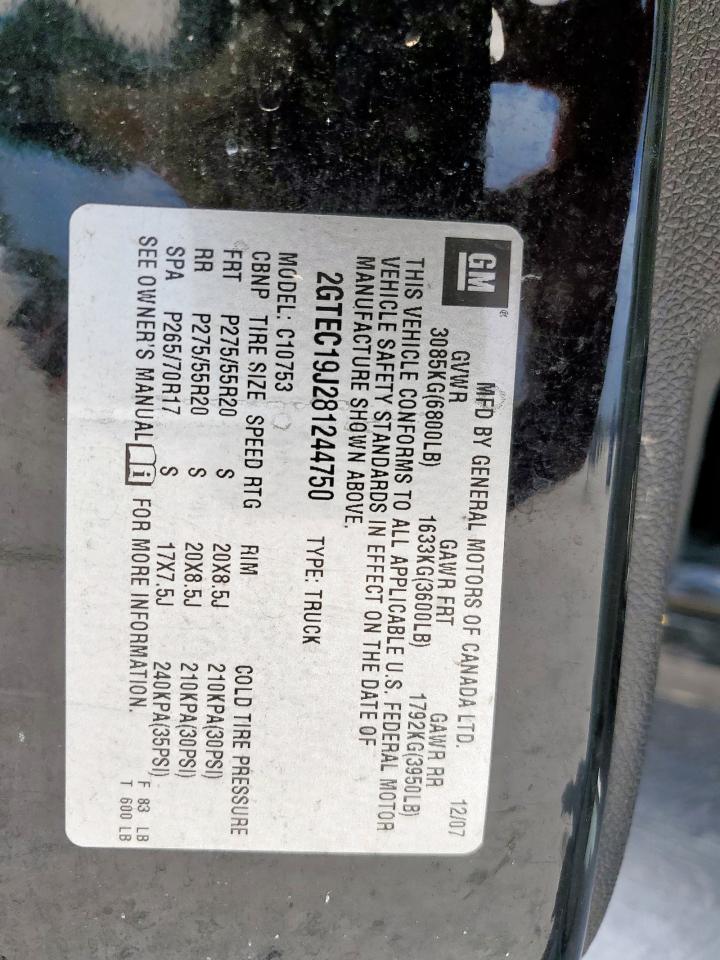 GM
MFD BY GENERAL MOTORS OF CANADA LTD. 12/07
GVWR GAWR FRT GAWR RR
3085KG(6800LB) 1633KG(3600LB) 1792KG(3950LB)
THIS VEHICLE CONFORMS TO ALL APPLICABLE U.S. FEDERAL MOTOR
VEHICLE SAFETY STANDARDS IN EFFECT ON THE DATE OF
MANUFACTURE SHOWN ABOVE.
2GTEC19J281244750 TYPE: TRUCK
MODEL: C10753
CBNP TIRE SIZE SPEED RTG RIM COLD TIRE PRESSURE
FRT P275/55R20 S 20X8.5J 210KPA(30PSI)
RR P275/55R20 S 20X8.5J 210KPA(30PSI)
SPA P265/70R17 S 17X7.5J 240KPA(35PSI)
SEE OWNER'S MANUAL i FOR MORE INFORMATION. F 83 LB
T 600 LB